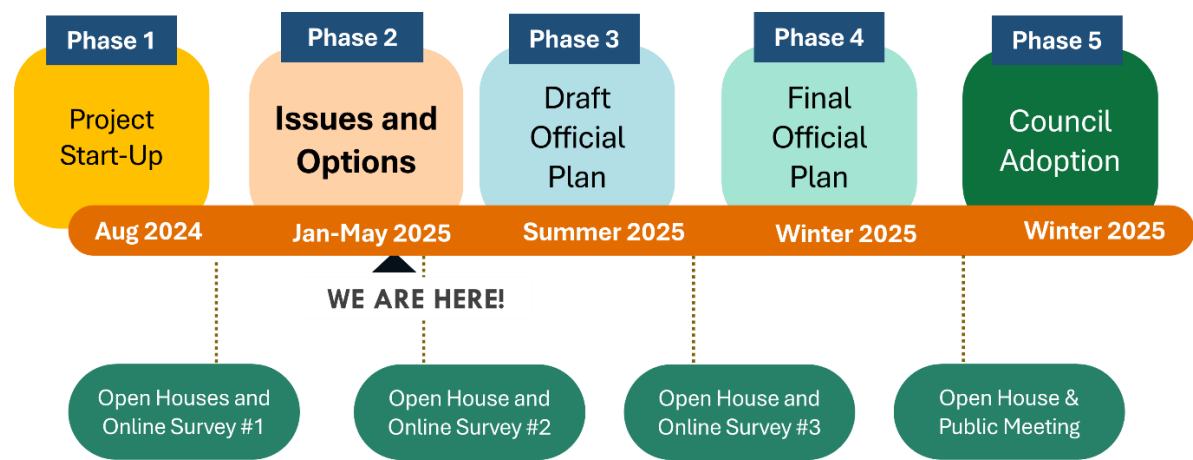 Phase 1
Project
Start-Up
Phase 2
Issues and
Options
Phase 3
Draft
Official
Plan
Phase 4
Final
Official
Plan
Phase 5
Council
Adoption
Aug 2024
Jan-May 2025
Summer 2025
Winter 2025
Winter 2025
WE ARE HERE!
Open Houses and
Online Survey #1
Open House and
Online Survey #2
Open House and
Online Survey #3
Open House &
Public Meeting